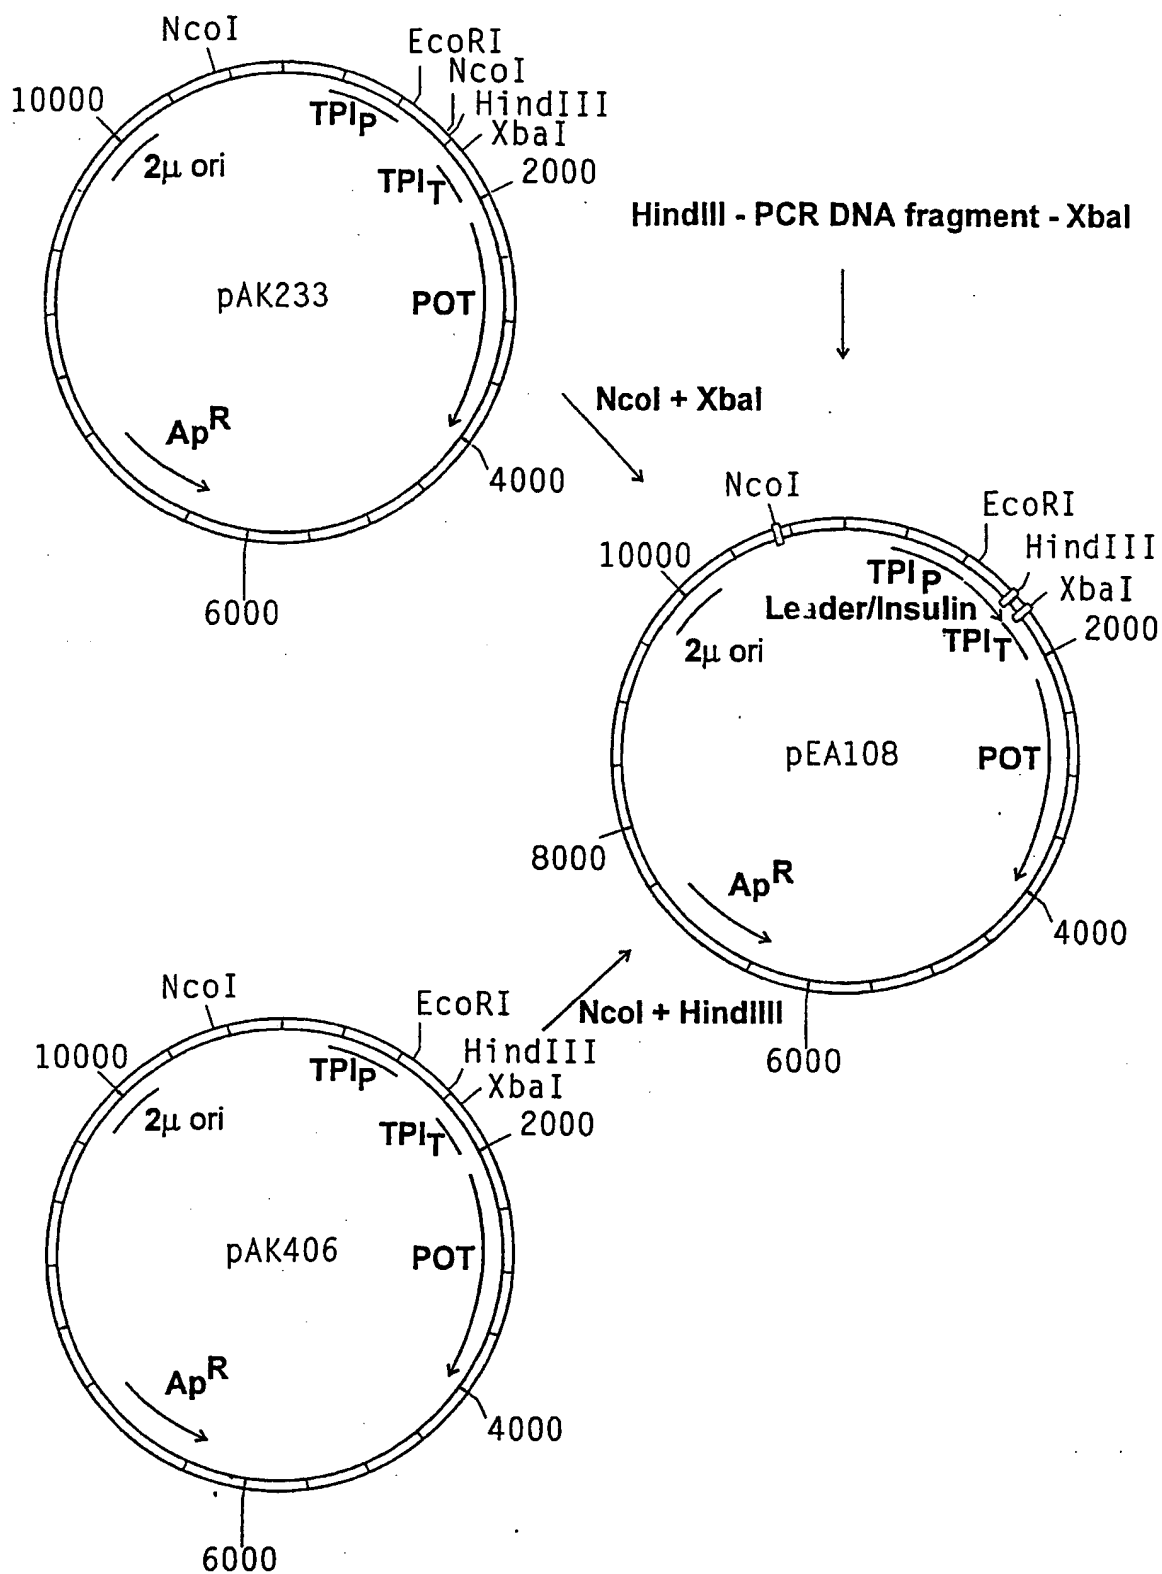 NcoI
EcoRI
NcoI
HindIII
XbaI
10000
TPIP
2μ ori
TPIT
2000
HindIII - PCR DNA fragment - XbaI
pAK233
POT
NcoI + XbaI
ApR
4000
6000
NcoI
EcoRI
HindIII
XbaI
10000
TPIP
Leader/Insulin
2000
TPIT
2μ ori
pEA108
POT
8000
ApR
4000
6000
NcoI
EcoRI
NcoI + HindIIII
HindIII
XbaI
10000
TPIP
2μ ori
2000
TPIT
pAK406
POT
ApR
4000
6000